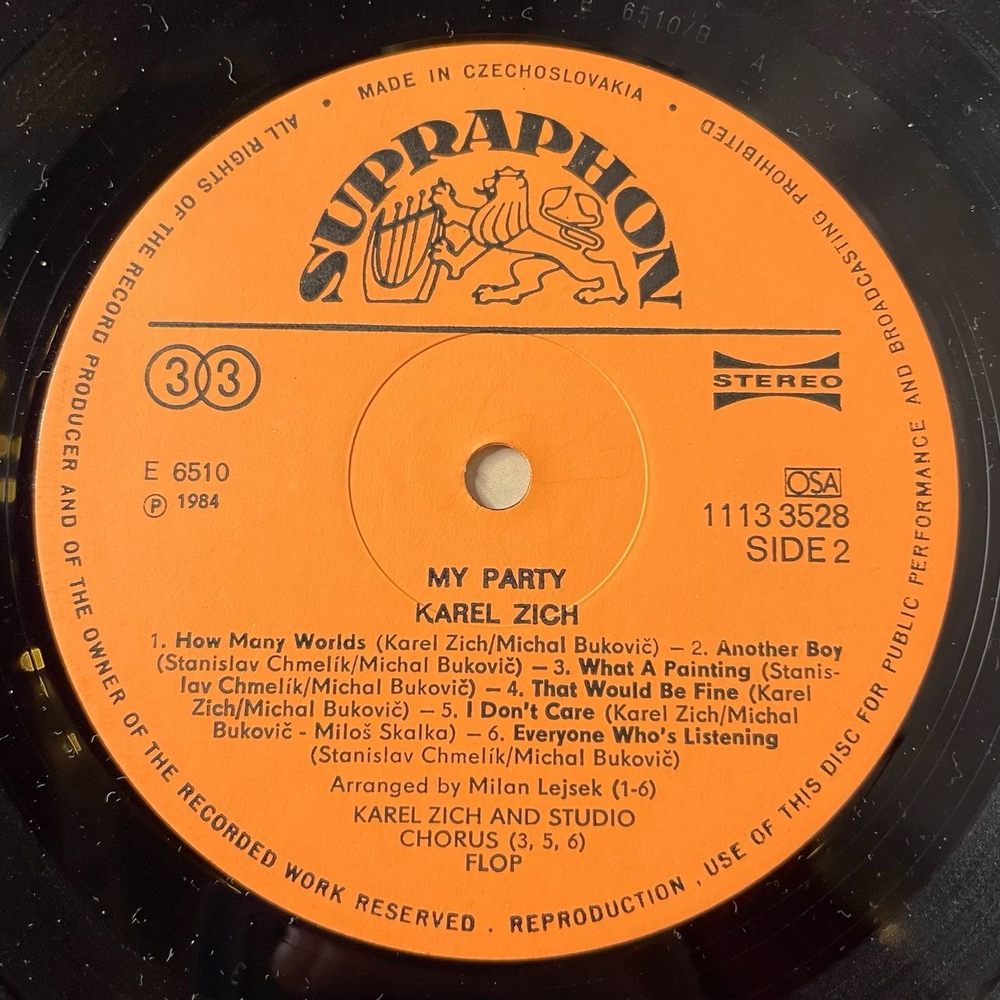 E 6510/B
A
MADE IN CZECHOSLOVAKIA
SUPRAPHON
33
STEREO
E 6510
Ⓟ 1984
OSA
1113 3528
SIDE 2
MY PARTY
KAREL ZICH
1. How Many Worlds (Karel Zich/Michal Bukovič) — 2. Another Boy
(Stanislav Chmelík/Michal Bukovič) — 3. What A Painting (Stanis-
lav Chmelík/Michal Bukovič) — 4. That Would Be Fine (Karel
Zich/Michal Bukovič) — 5. I Don't Care (Karel Zich/Michal
Bukovič - Miloš Skalka) — 6. Everyone Who's Listening
(Stanislav Chmelík/Michal Bukovič)
Arranged by Milan Lejsek (1-6)
KAREL ZICH AND STUDIO
CHORUS (3, 5, 6)
FLOP
ALL RIGHTS OF THE RECORD PRODUCER AND OF THE OWNER OF THE RECORDED WORK RESERVED . REPRODUCTION , USE OF THIS DISC FOR PUBLIC PERFORMANCE AND BROADCASTING PROHIBITED